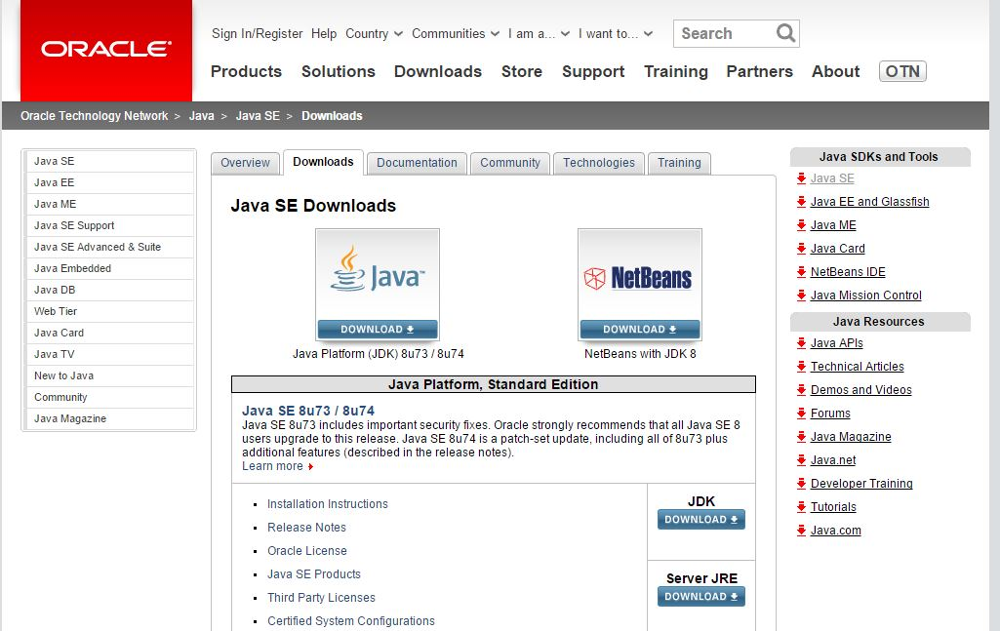 ORACLE
Sign In/Register Help Country Communities I am a... I want to... Search
Products Solutions Downloads Store Support Training Partners About OTN
Oracle Technology Network > Java > Java SE > Downloads
Java SE
Java EE
Java ME
Java SE Support
Java SE Advanced & Suite
Java Embedded
Java DB
Web Tier
Java Card
Java TV
New to Java
Community
Java Magazine
Overview Downloads Documentation Community Technologies Training
Java SE Downloads
Java™
DOWNLOAD
Java Platform (JDK) 8u73 / 8u74
NetBeans
DOWNLOAD
NetBeans with JDK 8
Java Platform, Standard Edition
Java SE 8u73 / 8u74
Java SE 8u73 includes important security fixes. Oracle strongly recommends that all Java SE 8
users upgrade to this release. Java SE 8u74 is a patch-set update, including all of 8u73 plus
additional features (described in the release notes).
Learn more
Installation Instructions
Release Notes
Oracle License
Java SE Products
Third Party Licenses
Certified System Configurations
JDK
DOWNLOAD
Server JRE
DOWNLOAD
Java SDKs and Tools
Java SE
Java EE and Glassfish
Java ME
Java Card
NetBeans IDE
Java Mission Control
Java Resources
Java APIs
Technical Articles
Demos and Videos
Forums
Java Magazine
Java.net
Developer Training
Tutorials
Java.com